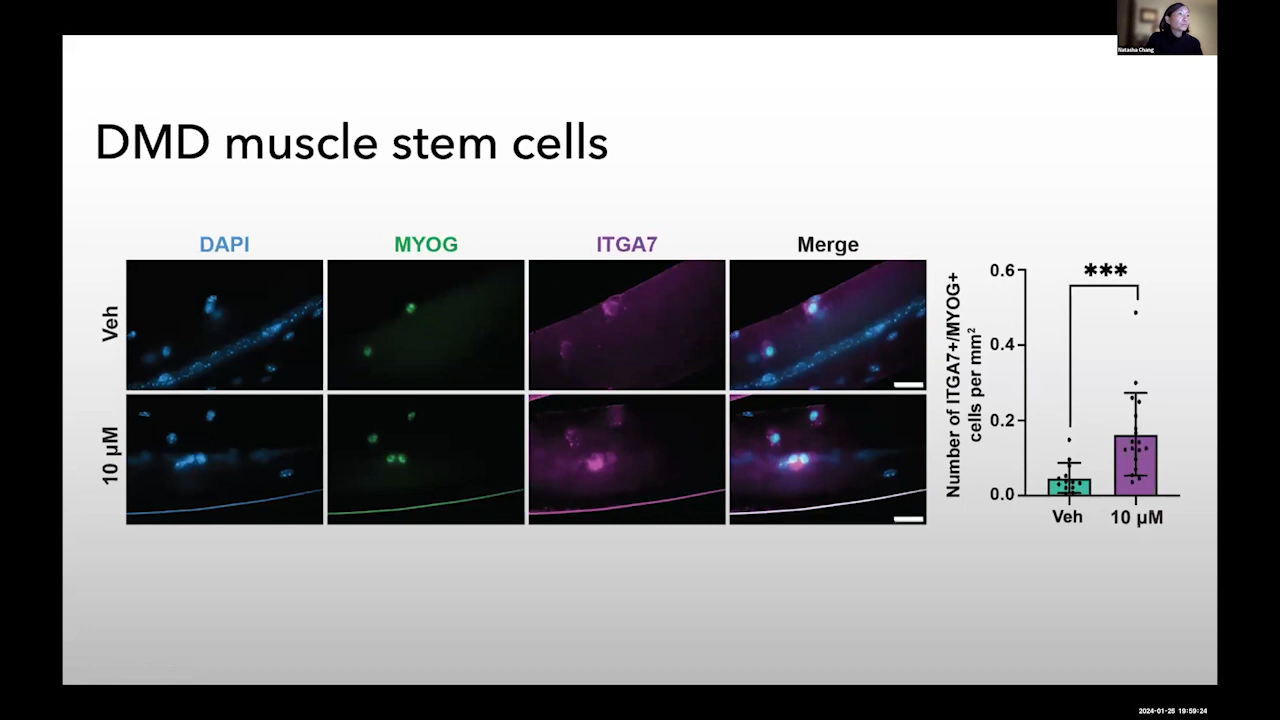 Natasha Chang
DMD muscle stem cells
DAPI
MYOG
ITGA7
Merge
Veh
10 µM
Number of ITGA7+/MYOG+
cells per mm²
0.6
0.4
0.2
0.0
***
Veh
10 µM
2024-01-25 19:59:24